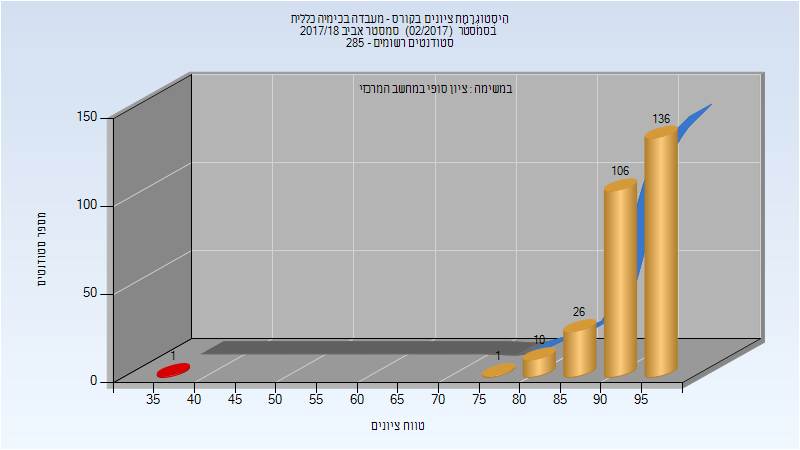 היסטוגרמת ציונים בקורס - מעבדה בכימיה כללית
בסמסטר (02/2017) סמסטר אביב 2017/18
סטודנטים רשומים - 285
במשימה : ציון סופי במחשב המרכזי
מספר סטודנטים
150
100
50
0
1
1
10
26
106
136
35 40 45 50 55 60 65 70 75 80 85 90 95
טווח ציונים